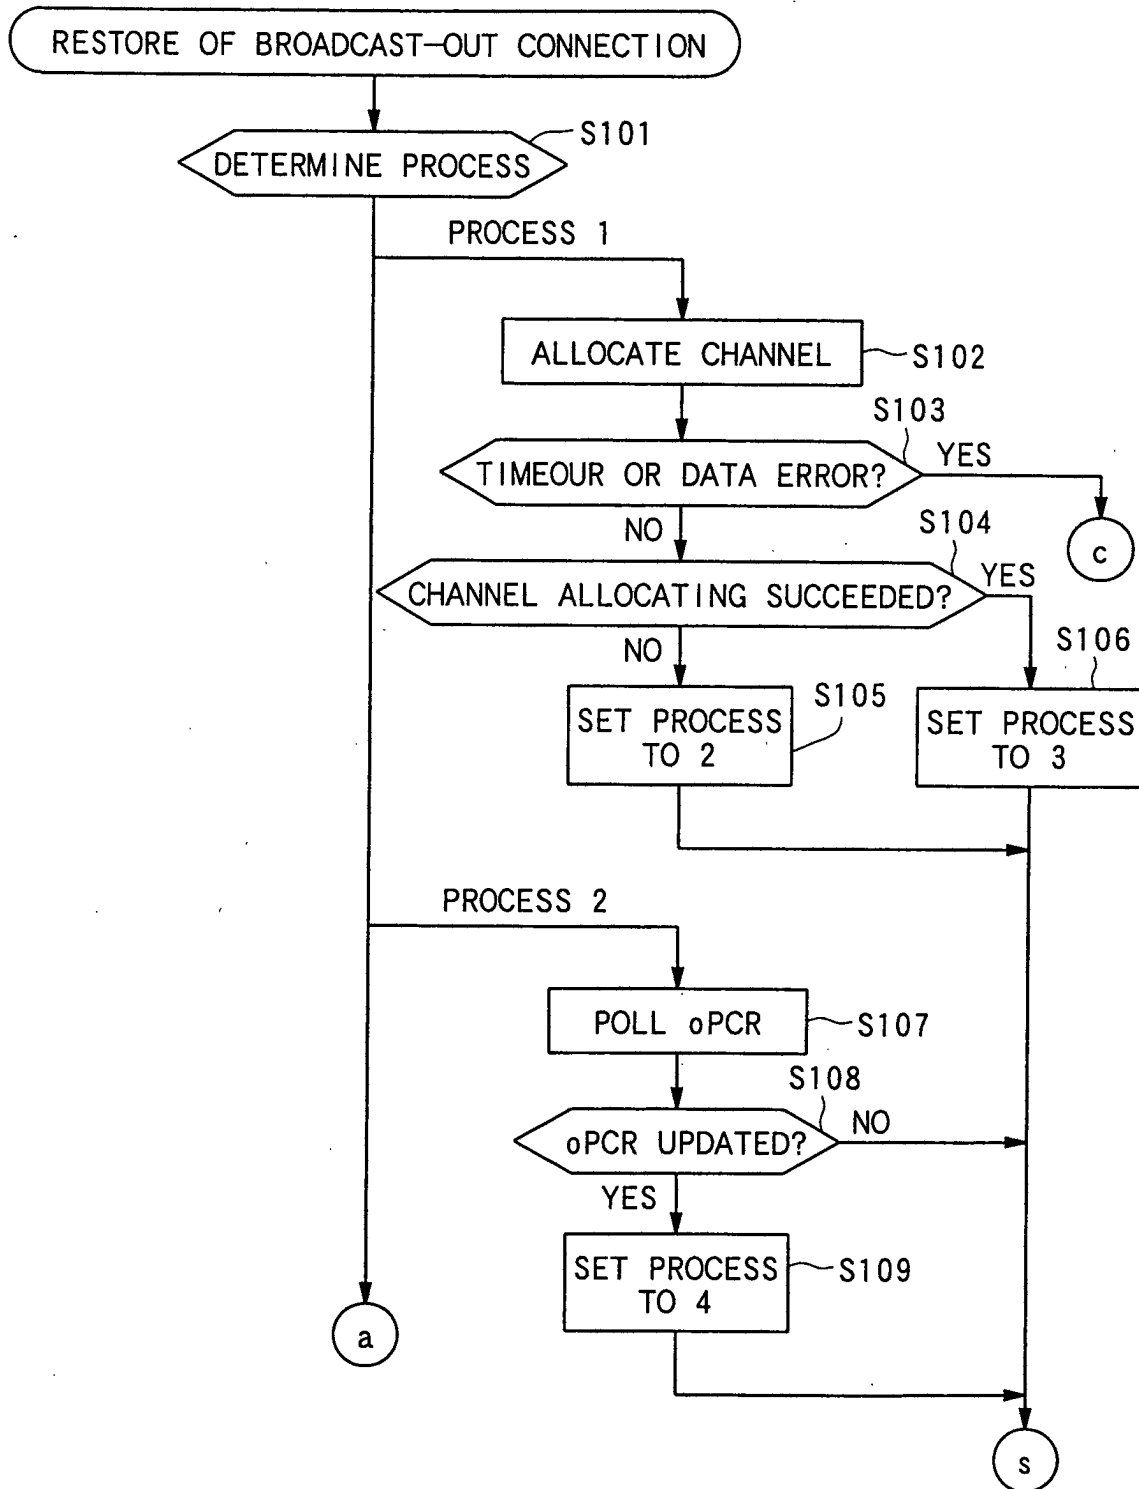 RESTORE OF BROADCAST-OUT CONNECTION
S101
DETERMINE PROCESS
PROCESS 1
ALLOCATE CHANNEL
S102
S103
TIMEOUR OR DATA ERROR?
YES
NO
c
S104
CHANNEL ALLOCATING SUCCEEDED?
YES
NO
S105
S106
SET PROCESS
TO 2
SET PROCESS
TO 3
PROCESS 2
POLL oPCR
S107
S108
oPCR UPDATED?
NO
YES
SET PROCESS
TO 4
S109
a
s